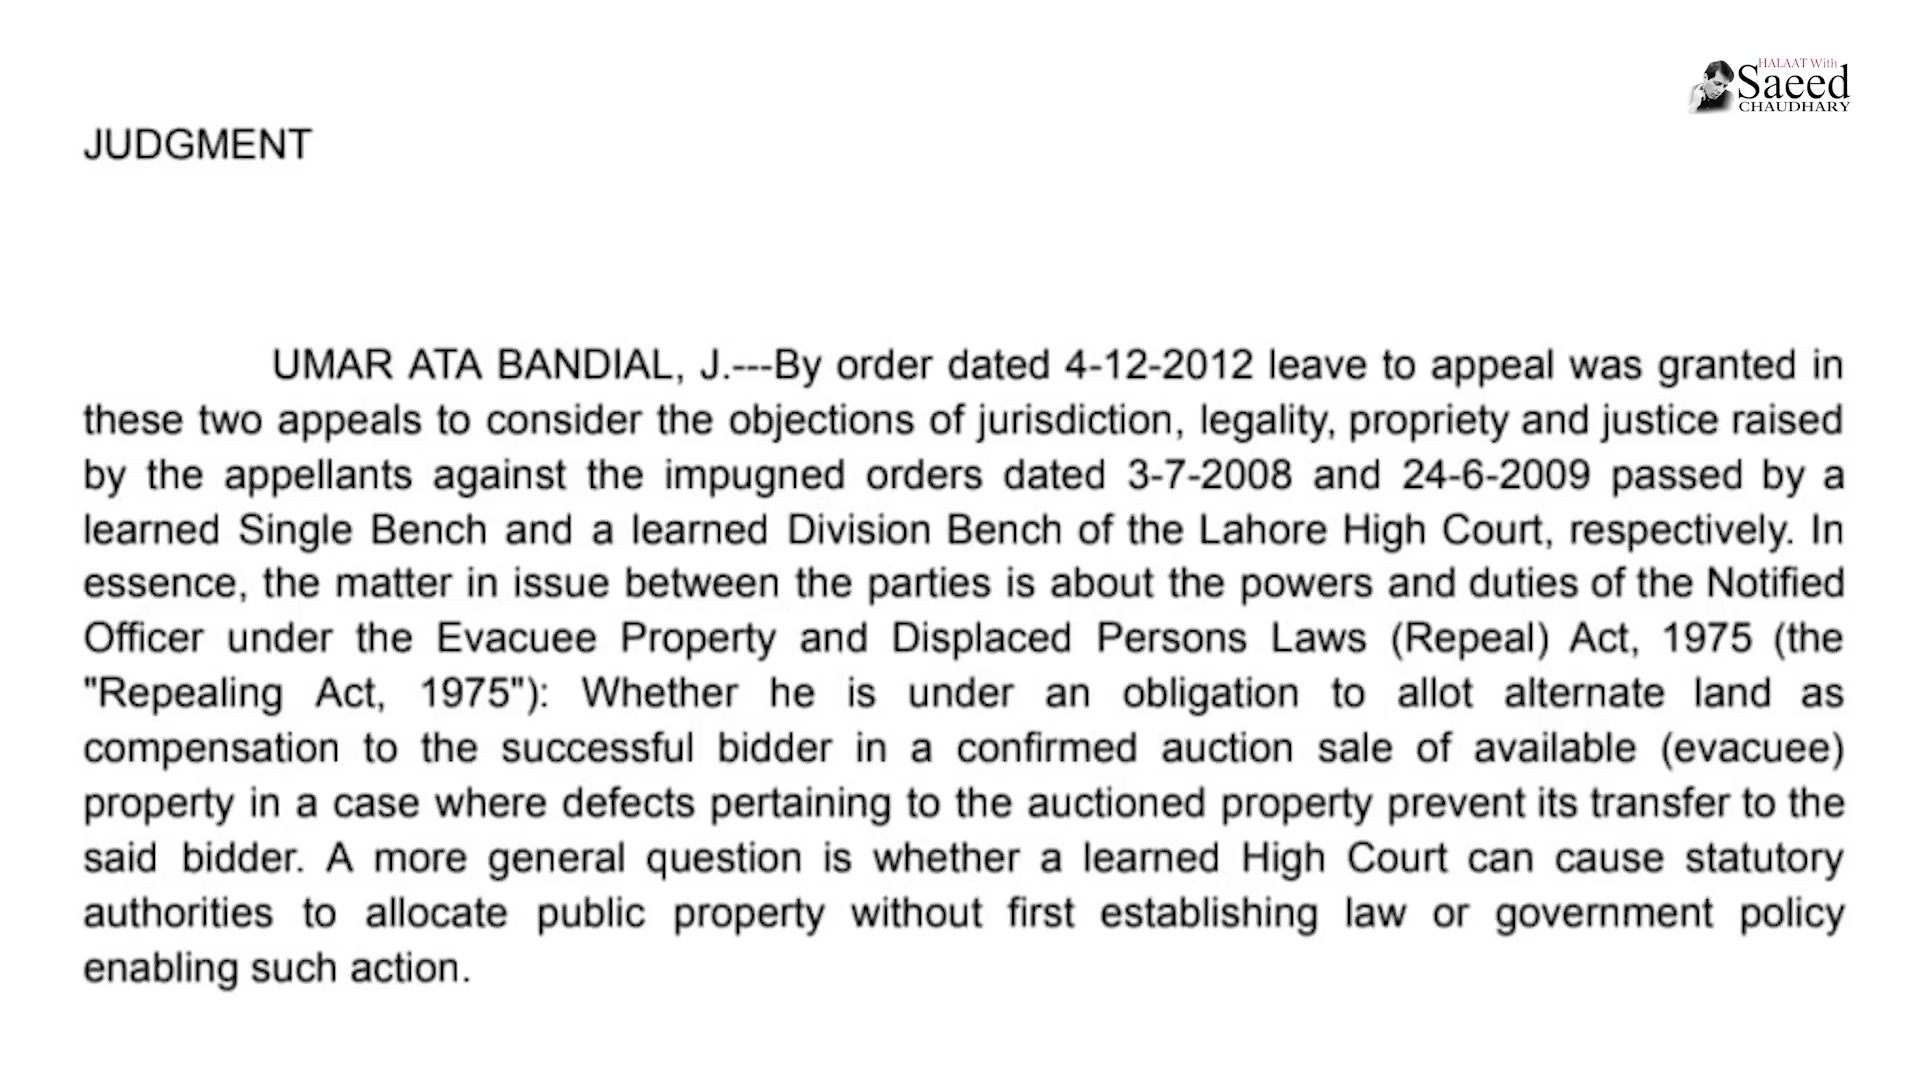 HALAAT With
Saeed
CHAUDHARY
JUDGMENT
UMAR ATA BANDIAL, J.---By order dated 4-12-2012 leave to appeal was granted in
these two appeals to consider the objections of jurisdiction, legality, propriety and justice raised
by the appellants against the impugned orders dated 3-7-2008 and 24-6-2009 passed by a
learned Single Bench and a learned Division Bench of the Lahore High Court, respectively. In
essence, the matter in issue between the parties is about the powers and duties of the Notified
Officer under the Evacuee Property and Displaced Persons Laws (Repeal) Act, 1975 (the
"Repealing Act, 1975"): Whether he is under an obligation to allot alternate land as
compensation to the successful bidder in a confirmed auction sale of available (evacuee)
property in a case where defects pertaining to the auctioned property prevent its transfer to the
said bidder. A more general question is whether a learned High Court can cause statutory
authorities to allocate public property without first establishing law or government policy
enabling such action.